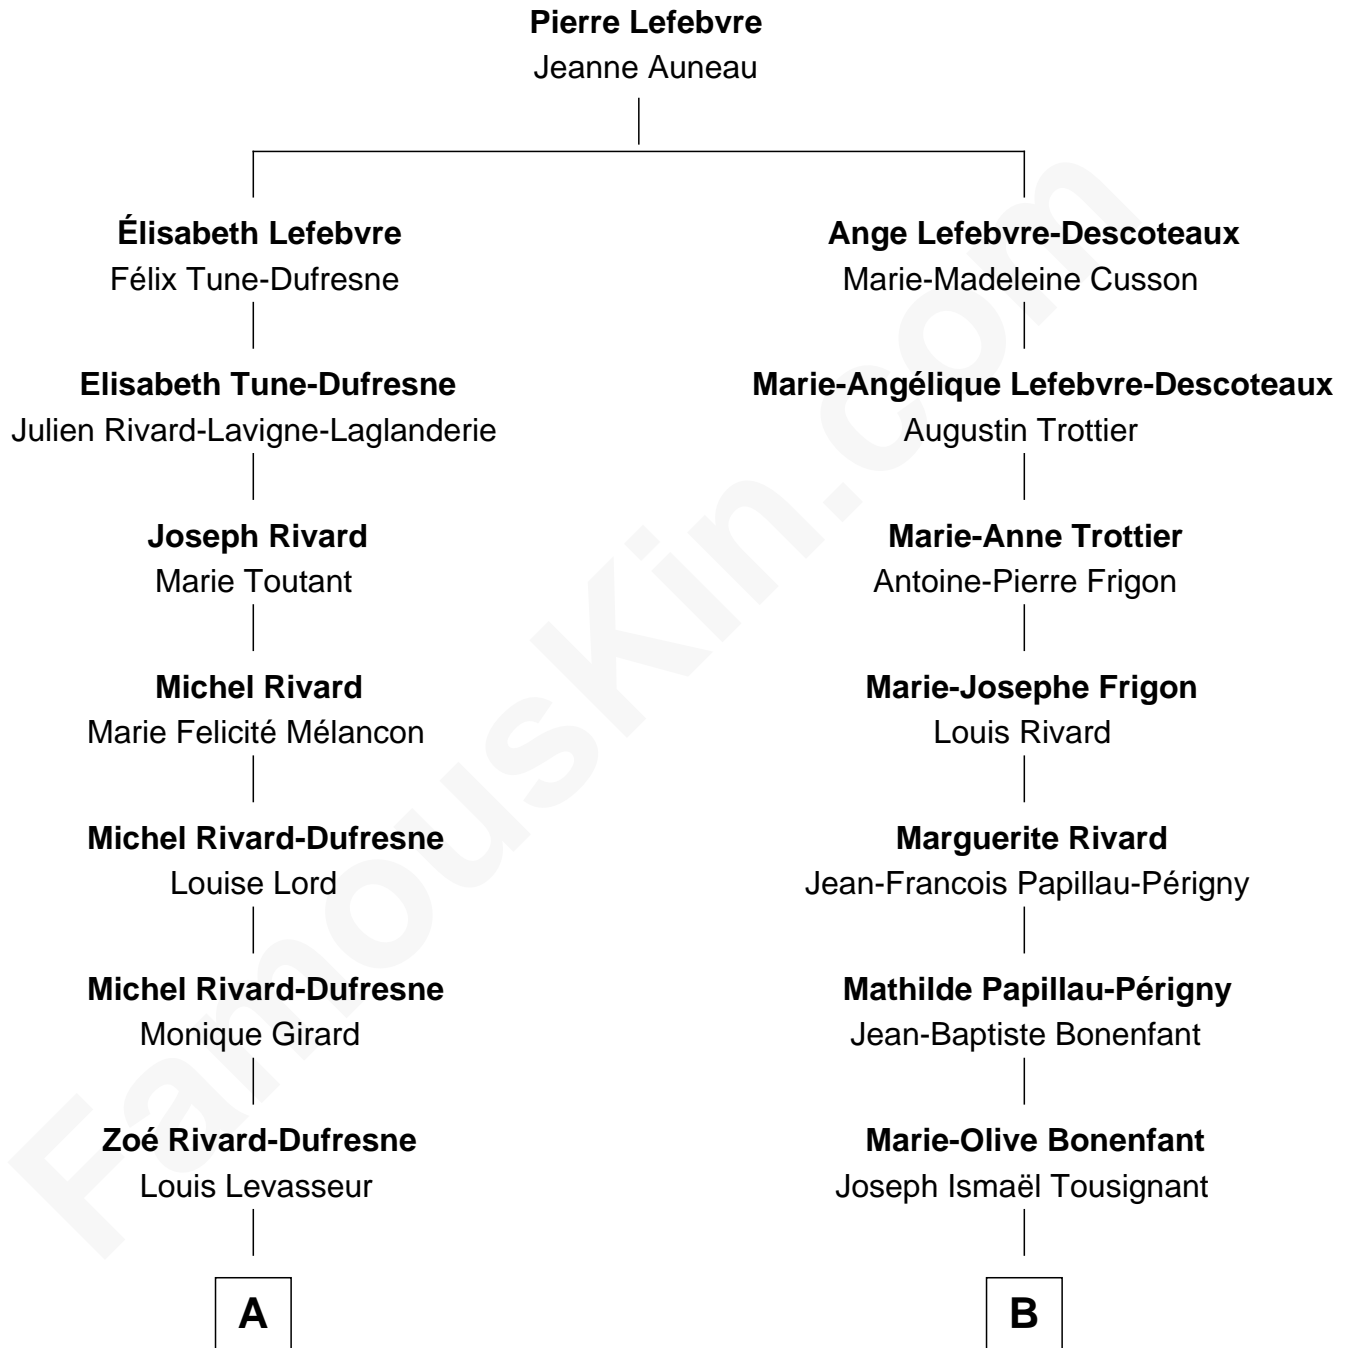 Pierre Lefebvre
Jeanne Auneau
Élisabeth Lefebvre
Félix Tune-Dufresne
Ange Lefebvre-Descoteaux
Marie-Madeleine Cusson
Elisabeth Tune-Dufresne
Julien Rivard-Lavigne-Laglanderie
Marie-Angélique Lefebvre-Descoteaux
Augustin Trottier
Joseph Rivard
Marie Toutant
Marie-Anne Trottier
Antoine-Pierre Frigon
Michel Rivard
Marie Felicité Mélancon
Marie-Josephe Frigon
Louis Rivard
Michel Rivard-Dufresne
Louise Lord
Marguerite Rivard
Jean-Francois Papillau-Périgny
Michel Rivard-Dufresne
Monique Girard
Mathilde Papillau-Périgny
Jean-Baptiste Bonenfant
Zoé Rivard-Dufresne
Louis Levasseur
Marie-Olive Bonenfant
Joseph Ismaël Tousignant
A
B
FamousKin.com